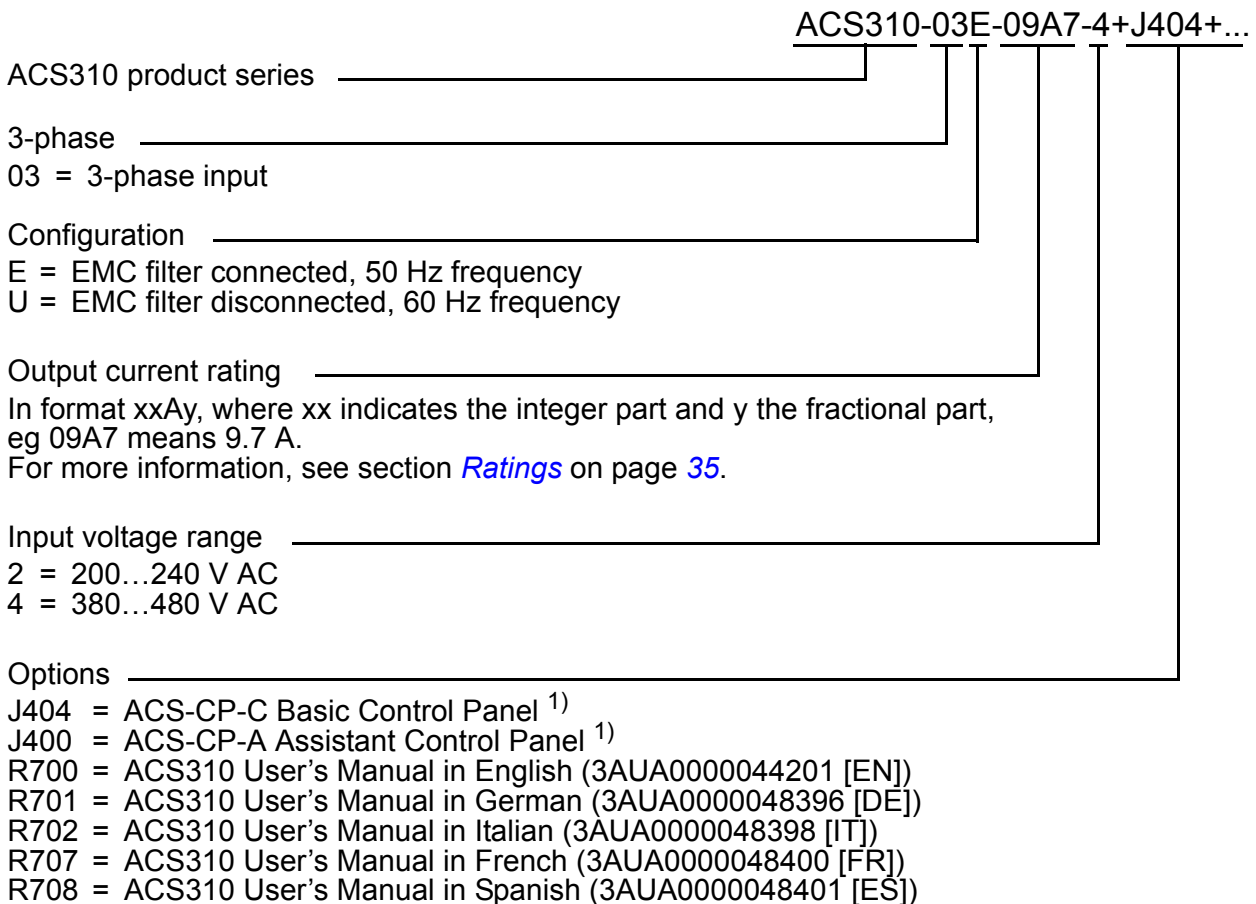 ACS310-03E-09A7-4+J404+...
ACS310 product series
3-phase
03 = 3-phase input
Configuration
E = EMC filter connected, 50 Hz frequency
U = EMC filter disconnected, 60 Hz frequency
Output current rating
In format xxAy, where xx indicates the integer part and y the fractional part,
eg 09A7 means 9.7 A.
For more information, see section Ratings on page 35.
Input voltage range
2 = 200…240 V AC
4 = 380…480 V AC
Options
J404 = ACS-CP-C Basic Control Panel 1)
J400 = ACS-CP-A Assistant Control Panel 1)
R700 = ACS310 User’s Manual in English (3AUA0000044201 [EN])
R701 = ACS310 User’s Manual in German (3AUA0000048396 [DE])
R702 = ACS310 User’s Manual in Italian (3AUA0000048398 [IT])
R707 = ACS310 User’s Manual in French (3AUA0000048400 [FR])
R708 = ACS310 User’s Manual in Spanish (3AUA0000048401 [ES])